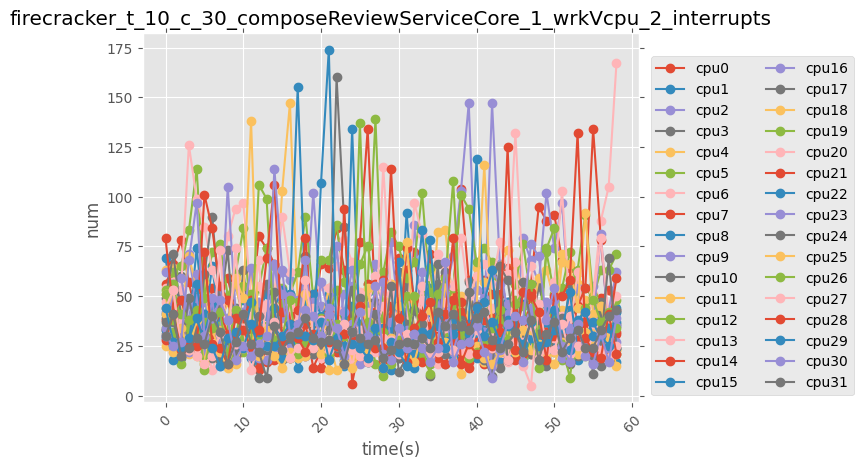 firecracker_t_10_c_30_composeReviewServiceCore_1_wrkVcpu_2_interrupts
175
150
125
100
75
50
25
0
num
0
10
20
30
40
50
60
time(s)
cpu0
cpu1
cpu2
cpu3
cpu4
cpu5
cpu6
cpu7
cpu8
cpu9
cpu10
cpu11
cpu12
cpu13
cpu14
cpu15
cpu16
cpu17
cpu18
cpu19
cpu20
cpu21
cpu22
cpu23
cpu24
cpu25
cpu26
cpu27
cpu28
cpu29
cpu30
cpu31